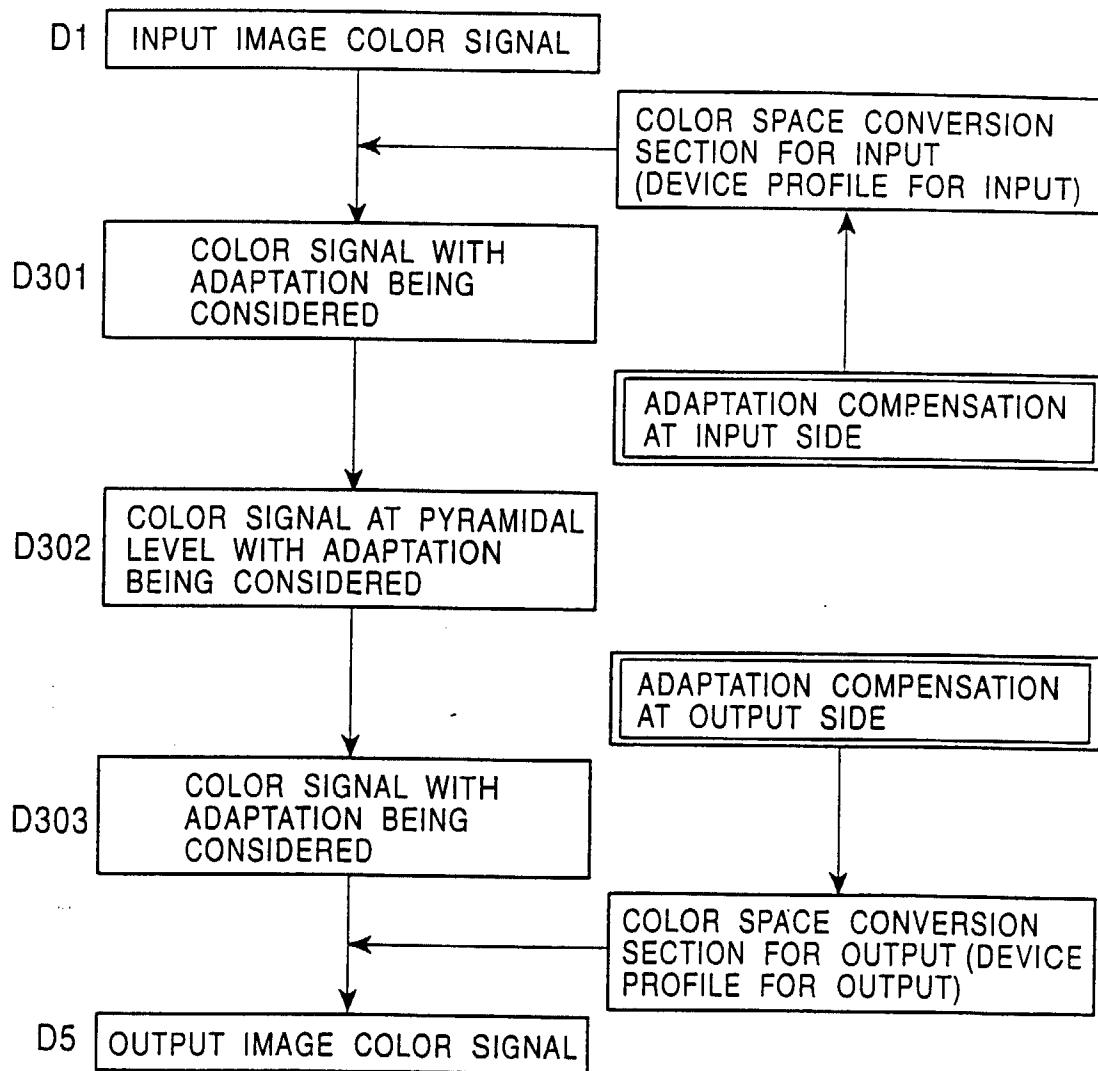 D1
INPUT IMAGE COLOR SIGNAL
COLOR SPACE CONVERSION
SECTION FOR INPUT
(DEVICE PROFILE FOR INPUT)
D301
COLOR SIGNAL WITH
ADAPTATION BEING
CONSIDERED
ADAPTATION COMPENSATION
AT INPUT SIDE
D302
COLOR SIGNAL AT PYRAMIDAL
LEVEL WITH ADAPTATION
BEING CONSIDERED
ADAPTATION COMPENSATION
AT OUTPUT SIDE
D303
COLOR SIGNAL WITH
ADAPTATION BEING
CONSIDERED
COLOR SPACE CONVERSION
SECTION FOR OUTPUT (DEVICE
PROFILE FOR OUTPUT)
D5
OUTPUT IMAGE COLOR SIGNAL